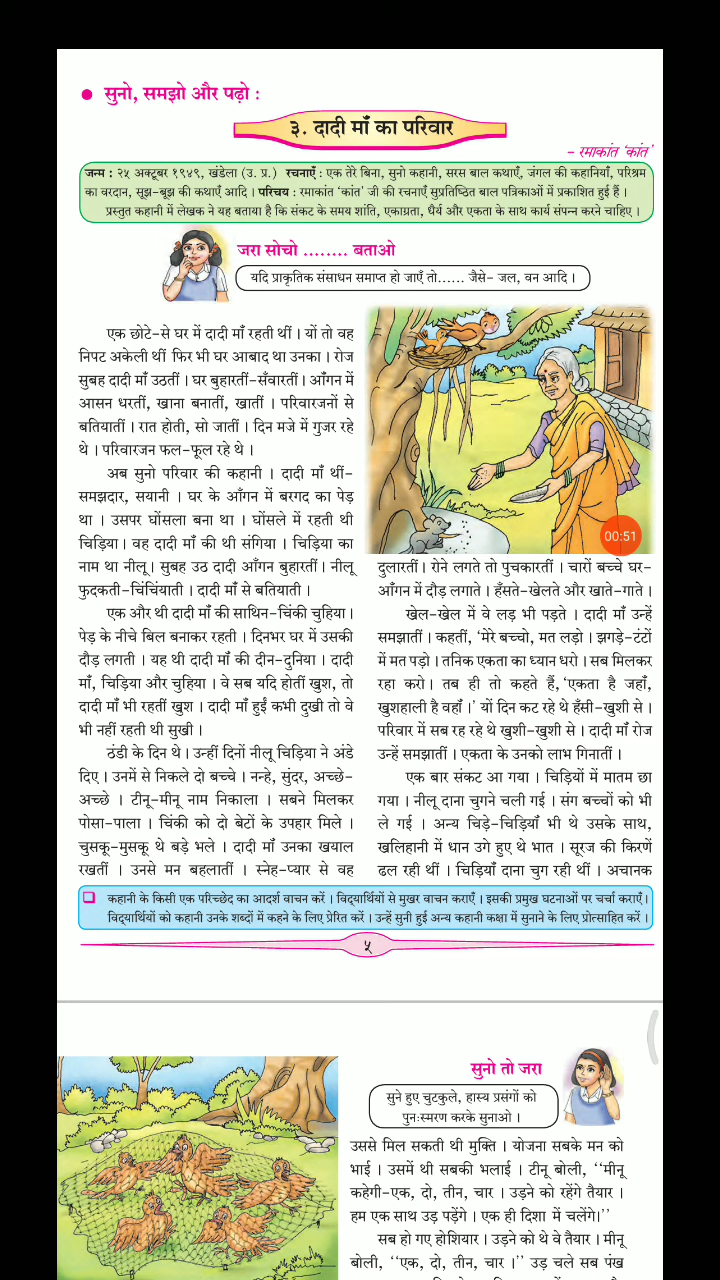 ● सुनो, समझो और पढ़ो :
३. दादी माँ का परिवार
– रमाकांत ‘कांत’
जन्म : २५ अक्टूबर १९४९, खंडेला (उ. प्र.) रचनाएँ : एक तेरे बिना, सुनो कहानी, सरस बाल कथाएँ, जंगल की कहानियाँ, परिश्रम
का वरदान, सूझ-बूझ की कथाएँ आदि । परिचय : रमाकांत ‘कांत’ जी की रचनाएँ सुप्रतिष्ठित बाल पत्रिकाओं में प्रकाशित हुई हैं ।
प्रस्तुत कहानी में लेखक ने यह बताया है कि संकट के समय शांति, एकाग्रता, धैर्य और एकता के साथ कार्य संपन्न करने चाहिए ।
जरा सोचो ........ बताओ
यदि प्राकृतिक संसाधन समाप्त हो जाएँ तो...... जैसे- जल, वन आदि ।
एक छोटे-से घर में दादी माँ रहती थीं । यों तो वह
निपट अकेली थीं फिर भी घर आबाद था उनका । रोज
सुबह दादी माँ उठतीं । घर बुहारतीं-सँवारतीं । आँगन में
आसन धरतीं, खाना बनातीं, खातीं । परिवारजनों से
बतियातीं । रात होती, सो जातीं । दिन मजे में गुजर रहे
थे । परिवारजन फल-फूल रहे थे ।
अब सुनो परिवार की कहानी । दादी माँ थीं-
समझदार, सयानी । घर के आँगन में बरगद का पेड़
था । उसपर घोंसला बना था । घोंसले में रहती थी
चिड़िया। वह दादी माँ की थी संगिया । चिड़िया का
नाम था नीलू। सुबह उठ दादी आँगन बुहारतीं। नीलू
फुदकती-चिंचियाती । दादी माँ से बतियाती ।
एक और थी दादी माँ की साथिन-चिंकी चुहिया।
पेड़ के नीचे बिल बनाकर रहती । दिनभर घर में उसकी
दौड़ लगती । यह थी दादी माँ की दीन-दुनिया । दादी
माँ, चिड़िया और चुहिया । वे सब यदि होतीं खुश, तो
दादी माँ भी रहतीं खुश । दादी माँ हुईं कभी दुखी तो वे
भी नहीं रहती थी सुखी ।
ठंडी के दिन थे । उन्हीं दिनों नीलू चिड़िया ने अंडे
दिए । उनमें से निकले दो बच्चे । नन्हे, सुंदर, अच्छे-
अच्छे । टीनू-मीनू नाम निकाला । सबने मिलकर
पोसा-पाला । चिंकी को दो बेटों के उपहार मिले ।
चुसकू-मुसकू थे बड़े भले । दादी माँ उनका खयाल
रखतीं । उनसे मन बहलातीं । स्नेह-प्यार से वह
00:51
दुलारतीं। रोने लगते तो पुचकारतीं । चारों बच्चे घर-
आँगन में दौड़ लगाते । हँसते-खेलते और खाते-गाते ।
खेल-खेल में वे लड़ भी पड़ते । दादी माँ उन्हें
समझातीं । कहतीं, ‘मेरे बच्चो, मत लड़ो । झगड़े-टंटों
में मत पड़ो । तनिक एकता का ध्यान धरो । सब मिलकर
रहा करो। तब ही तो कहते हैं, ‘एकता है जहाँ,
खुशहाली है वहाँ ।’ यों दिन कट रहे थे हँसी-खुशी से ।
परिवार में सब रह रहे थे खुशी-खुशी से । दादी माँ रोज
उन्हें समझातीं । एकता के उनको लाभ गिनातीं ।
एक बार संकट आ गया । चिड़ियों में मातम छा
गया । नीलू दाना चुगने चली गई । संग बच्चों को भी
ले गई । अन्य चिड़े-चिड़ियाँ भी थे उसके साथ,
खलिहानी में धान उगे हुए थे भात । सूरज की किरणें
ढल रही थीं । चिड़ियाँ दाना चुग रही थीं । अचानक
❑ कहानी के किसी एक परिच्छेद का आदर्श वाचन करें । विद्यार्थियों से मुखर वाचन कराएँ । इसकी प्रमुख घटनाओं पर चर्चा कराएँ ।
विद्यार्थियों को कहानी उनके शब्दों में कहने के लिए प्रेरित करें । उन्हें सुनी हुई अन्य कहानी कक्षा में सुनाने के लिए प्रोत्साहित करें ।
५
सुनो तो जरा
सुने हुए चुटकुले, हास्य प्रसंगों को
पुनःस्मरण करके सुनाओ ।
उससे मिल सकती थी मुक्ति । योजना सबके मन को
भाई । उसमें थी सबकी भलाई । टीनू बोली, ‘‘मीनू
कहेगी-एक, दो, तीन, चार । उड़ने को रहेंगे तैयार ।
हम एक साथ उड़ पड़ेंगे । एक ही दिशा में चलेंगे।’’
सब हो गए होशियार । उड़ने को थे वे तैयार । मीनू
बोली, ‘‘एक, दो, तीन, चार ।’’ उड़ चले सब पंख